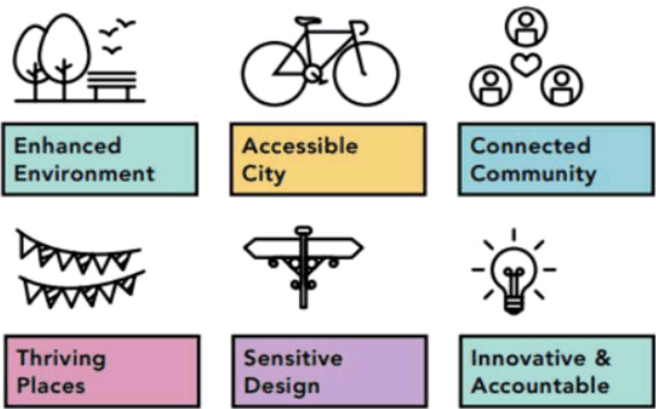 Enhanced
Environment
Accessible
City
Connected
Community
Thriving
Places
Sensitive
Design
Innovative &
Accountable